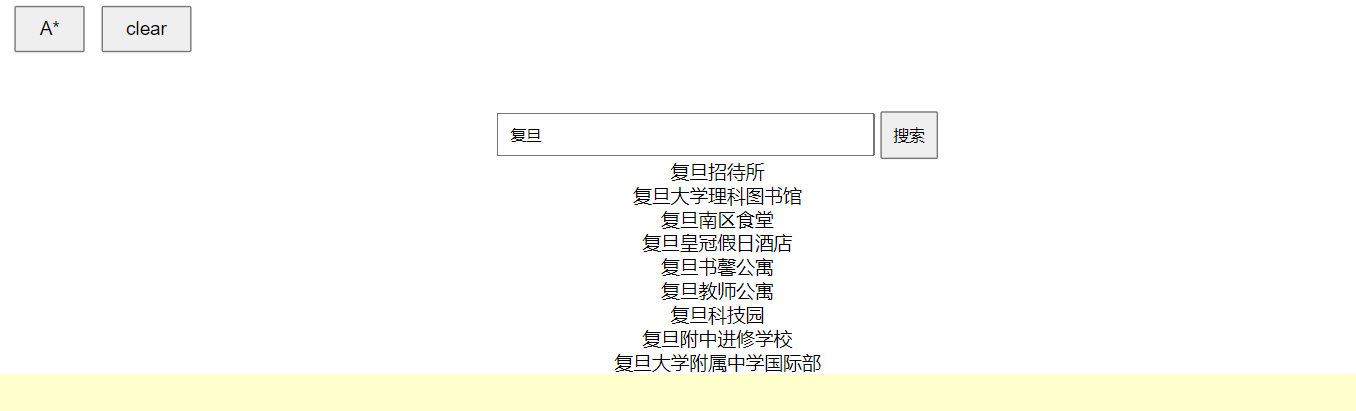 A*
clear
复旦
搜索
复旦招待所
复旦大学理科图书馆
复旦南区食堂
复旦皇冠假日酒店
复旦书馨公寓
复旦教师公寓
复旦科技园
复旦附中进修学校
复旦大学附属中学国际部